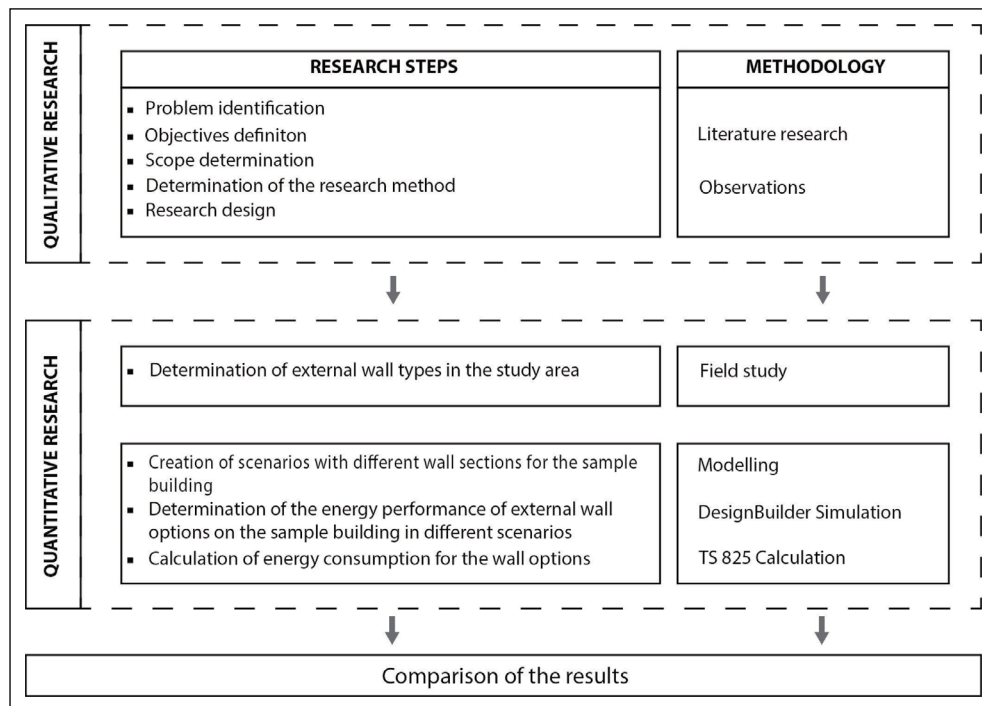 QUALITATIVE RESEARCH
RESEARCH STEPS
▪ Problem identification
▪ Objectives definiton
▪ Scope determination
▪ Determination of the research method
▪ Research design
METHODOLOGY
Literature research
Observations
QUANTITATIVE RESEARCH
▪ Determination of external wall types in the study area
Field study
▪ Creation of scenarios with different wall sections for the sample
building
▪ Determination of the energy performance of external wall
options on the sample building in different scenarios
▪ Calculation of energy consumption for the wall options
Modelling
DesignBuilder Simulation
TS 825 Calculation
Comparison of the results